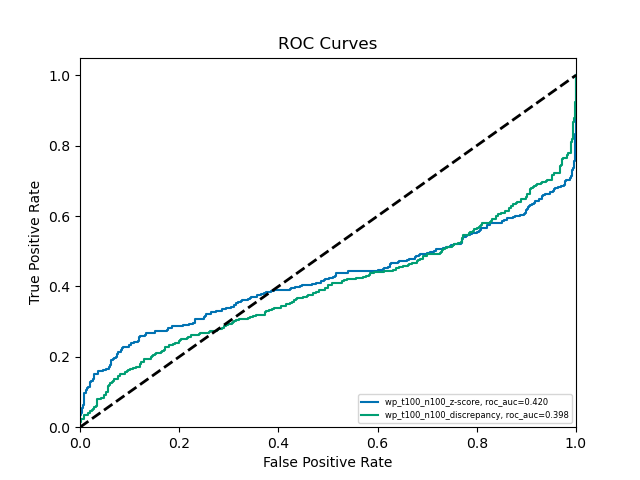 ROC Curves
True Positive Rate
1.0
0.8
0.6
0.4
0.2
0.0
wp_t100_n100_z-score, roc_auc=0.420
wp_t100_n100_discrepancy, roc_auc=0.398
0.0 0.2 0.4 0.6 0.8 1.0
False Positive Rate